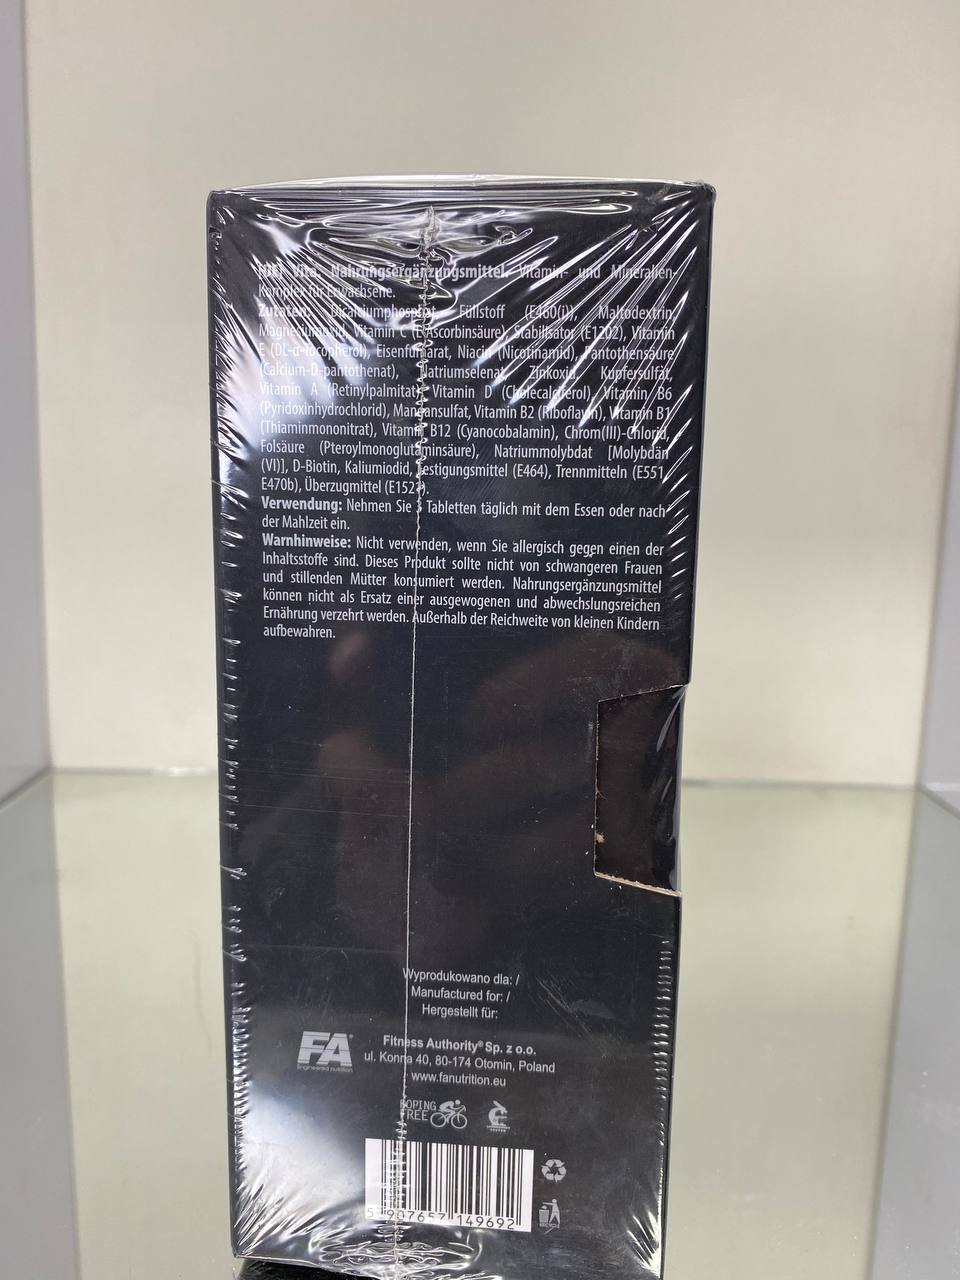 [DE] Vita. Nahrungsergänzungsmittel. Vitamin- und Mineralien-
Komplex für Erwachsene.
Zutaten: Dicalciumphosphat, Füllstoff (E460(i)), Maltodextrin,
Magnesiumoxid, Vitamin C (L-Ascorbinsäure), Stabilisator (E1202), Vitamin
E (DL-α-Tocopherol), Eisenfumarat, Niacin (Nicotinamid), Pantothensäure
(Calcium-D-pantothenat), Natriumselenat, Zinkoxid, Kupfersulfat,
Vitamin A (Retinylpalmitat), Vitamin D (Cholecalciferol), Vitamin B6
(Pyridoxinhydrochlorid), Mangansulfat, Vitamin B2 (Riboflavin), Vitamin B1
(Thiaminmononitrat), Vitamin B12 (Cyanocobalamin), Chrom(III)-Chlorid,
Folsäure (Pteroylmonoglutaminsäure), Natriummolybdat [Molybdän
(VI)], D-Biotin, Kaliumiodid, Festigungsmittel (E464), Trennmitteln (E551,
E470b), Überzugmittel (E1521).
Verwendung: Nehmen Sie 3 Tabletten täglich mit dem Essen oder nach
der Mahlzeit ein.
Warnhinweise: Nicht verwenden, wenn Sie allergisch gegen einen der
Inhaltsstoffe sind. Dieses Produkt sollte nicht von schwangeren Frauen
und stillenden Mütter konsumiert werden. Nahrungsergänzungsmittel
können nicht als Ersatz einer ausgewogenen und abwechslungsreichen
Ernährung verzehrt werden. Außerhalb der Reichweite von kleinen Kindern
aufbewahren.
Wyprodukowano dla: /
Manufactured for: /
Hergestellt für:
FA
Engineered nutrition
Fitness Authority® Sp. z o.o.
ul. Konna 40, 80-174 Otomin, Poland
www.fanutrition.eu
DOPING
FREE
5 907657 149692